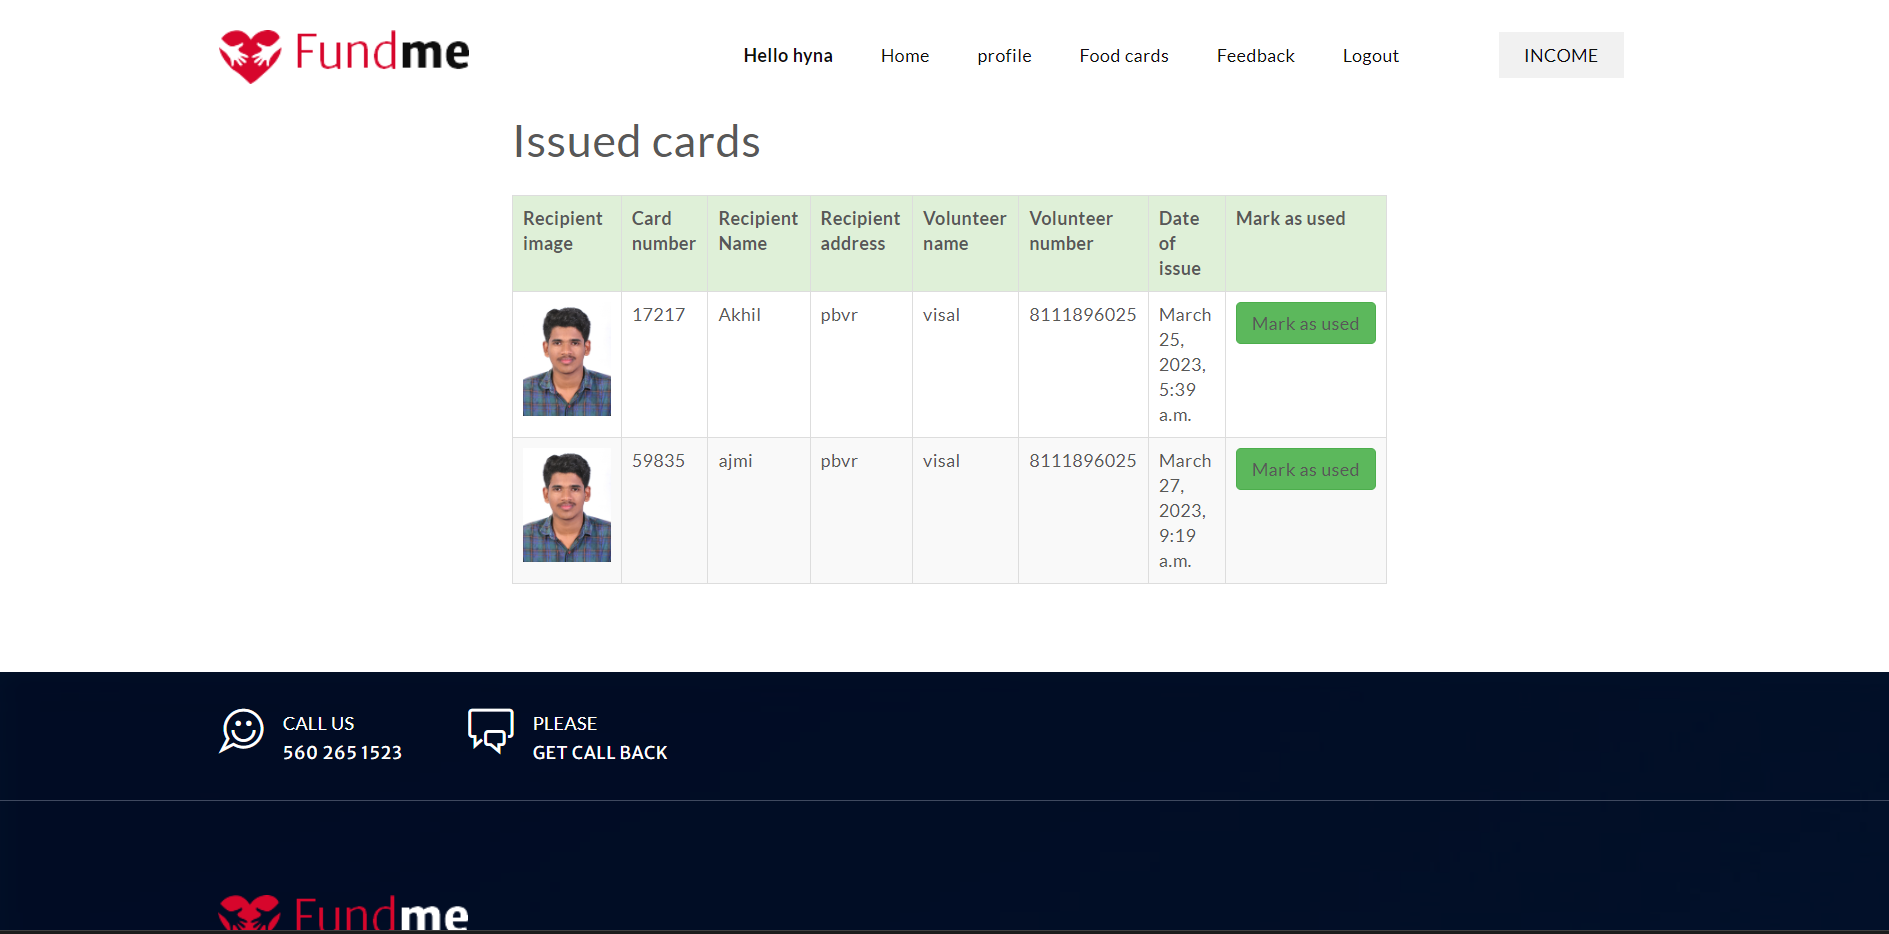 Fundme
Hello hyna Home profile Food cards Feedback Logout INCOME
Issued cards
Recipient image Card number Recipient Name Recipient address Volunteer name Volunteer number Date of issue Mark as used
17217 Akhil pbvr visal 8111896025 March 25, 2023, 5:39 a.m. Mark as used
59835 ajmi pbvr visal 8111896025 March 27, 2023, 9:19 a.m. Mark as used
CALL US
560 265 1523
PLEASE
GET CALL BACK
Fundme